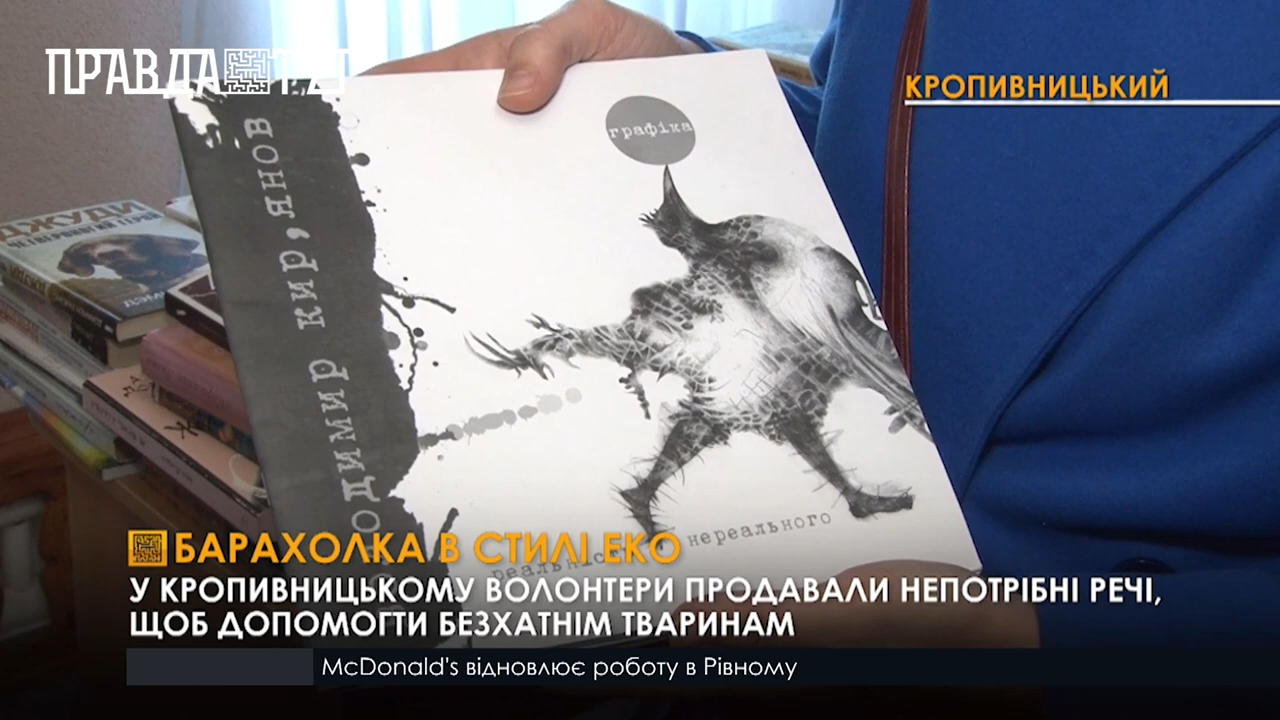 ПРАВДА
КРОПИВНИЦЬКИЙ
графіка
кир,янов
ДЖУДИ
нереального
БАРАХОЛКА В СТИЛІ ЕКО
У КРОПИВНИЦЬКОМУ ВОЛОНТЕРИ ПРОДАВАЛИ НЕПОТРІБНІ РЕЧІ,
ЩОБ ДОПОМОГТИ БЕЗХАТНІМ ТВАРИНАМ
McDonald's відновлює роботу в Рівному